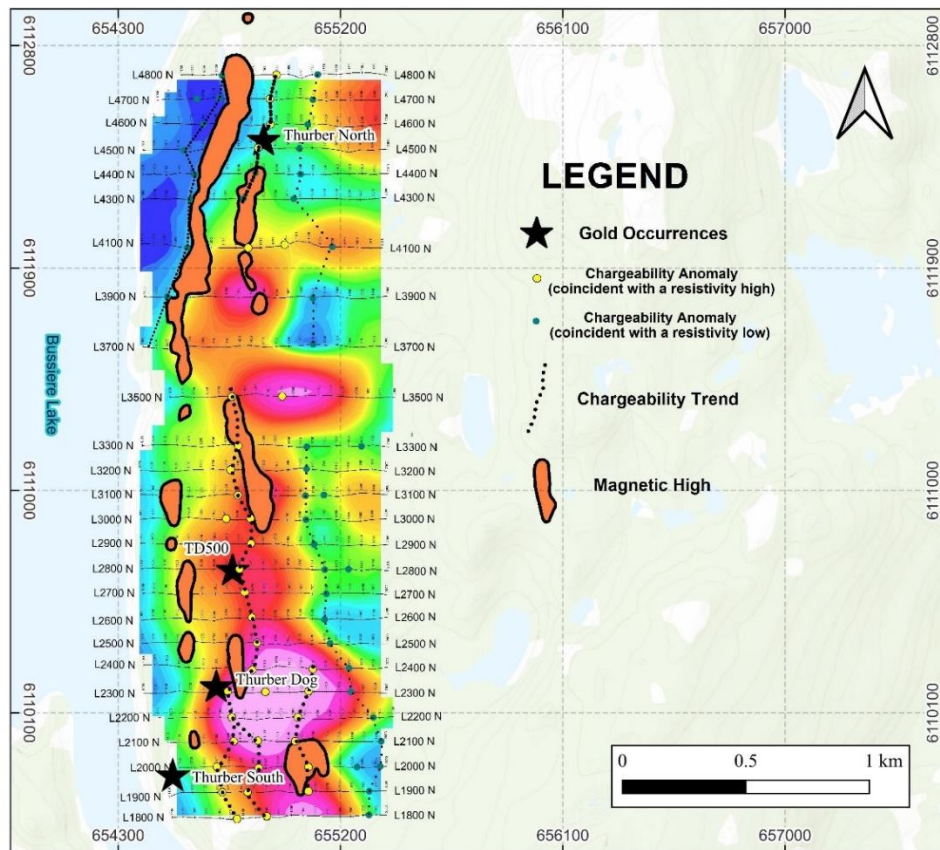 654300
655200
656100
657000
6112800
6112800
L4800 N
L4800 N
L4700 N
L4700 N
L4600 N
L4600 N
Thurber North
L4500 N
L4500 N
L4400 N
L4400 N
LEGEND
L4300 N
L4300 N
Gold Occurrences
L4100 N
L4100 N
6111900
6111900
Chargeability Anomaly
(coincident with a resistivity high)
L3900 N
L3900 N
Chargeability Anomaly
(coincident with a resistivity low)
L3700 N
L3700 N
Bussiere Lake
L3500 N
L3500 N
Chargeability Trend
L3300 N
L3300 N
L3200 N
L3200 N
Magnetic High
L3100 N
L3100 N
6111000
6111000
L3000 N
L3000 N
L2900 N
L2900 N
TD500
L2800 N
L2800 N
L2700 N
L2700 N
L2600 N
L2600 N
L2500 N
L2500 N
L2400 N
L2400 N
Thurber Dog
L2300 N
L2300 N
L2200 N
L2200 N
6110100
6110100
L2100 N
L2100 N
L2000 N
L2000 N
Thurber South
L1900 N
L1900 N
L1800 N
L1800 N
0
0.5
1 km
654300
655200
656100
657000